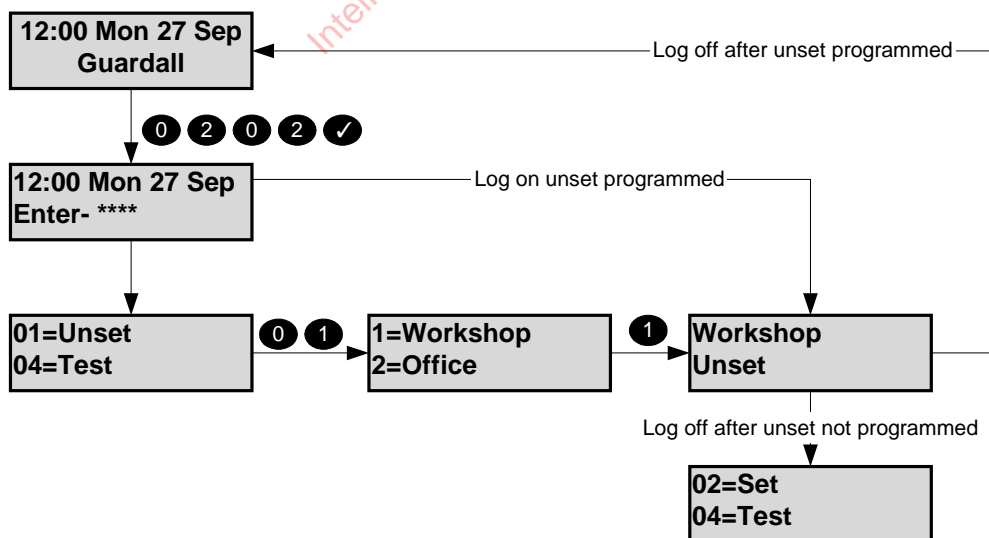 12:00 Mon 27 Sep
Guardall
Log off after unset programmed
0 2 0 2 ✓
12:00 Mon 27 Sep
Enter- ****
Log on unset programmed
01=Unset
04=Test
0 1
1=Workshop
2=Office
1
Workshop
Unset
Log off after unset not programmed
02=Set
04=Test